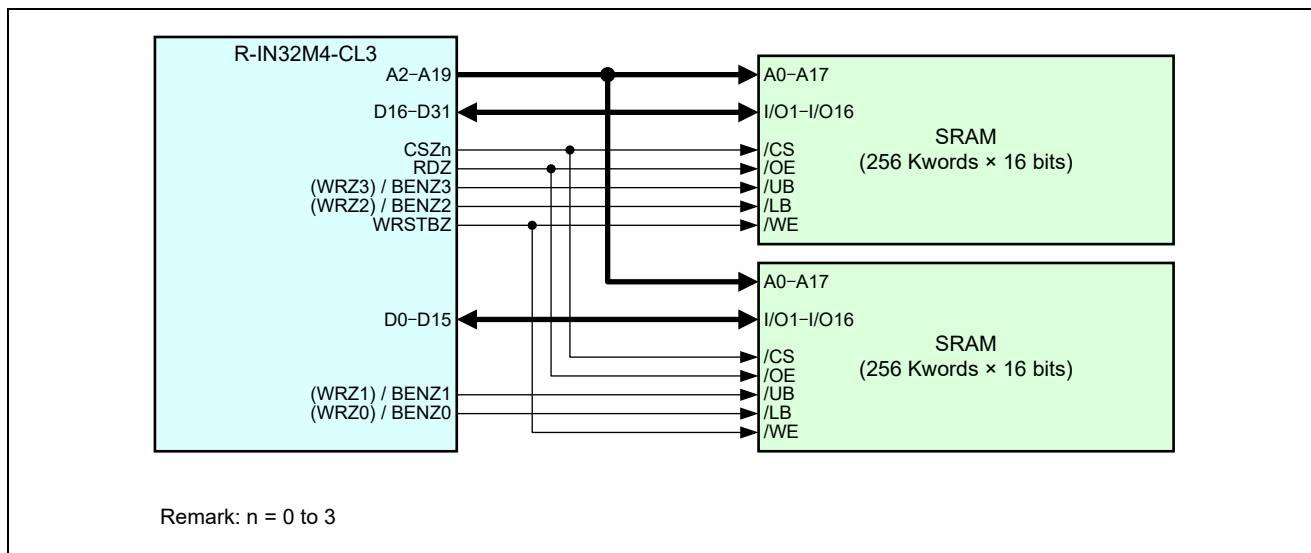 R-IN32M4-CL3
A2−A19
D16−D31
CSZn
RDZ
(WRZ3) / BENZ3
(WRZ2) / BENZ2
WRSTBZ
D0−D15
(WRZ1) / BENZ1
(WRZ0) / BENZ0
A0−A17
I/O1−I/O16
SRAM
(256 Kwords × 16 bits)
/CS
/OE
/UB
/LB
/WE
A0−A17
I/O1−I/O16
SRAM
(256 Kwords × 16 bits)
/CS
/OE
/UB
/LB
/WE
Remark: n = 0 to 3